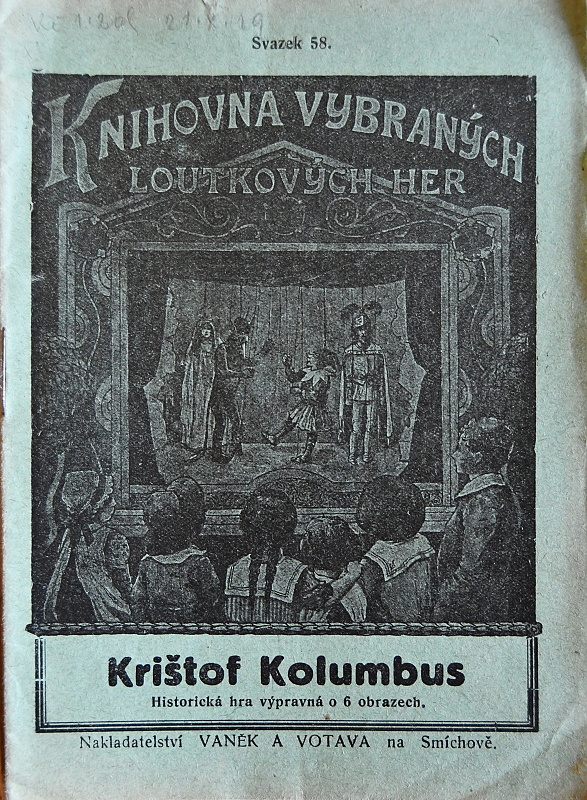 Svazek 58.
KNIHOVNA VYBRANÝCH
LOUTKOVÝCH HER
Krištof Kolumbus
Historická hra výpravná o 6 obrazech.
Nakladatelství VANĚK A VOTAVA na Smíchově.